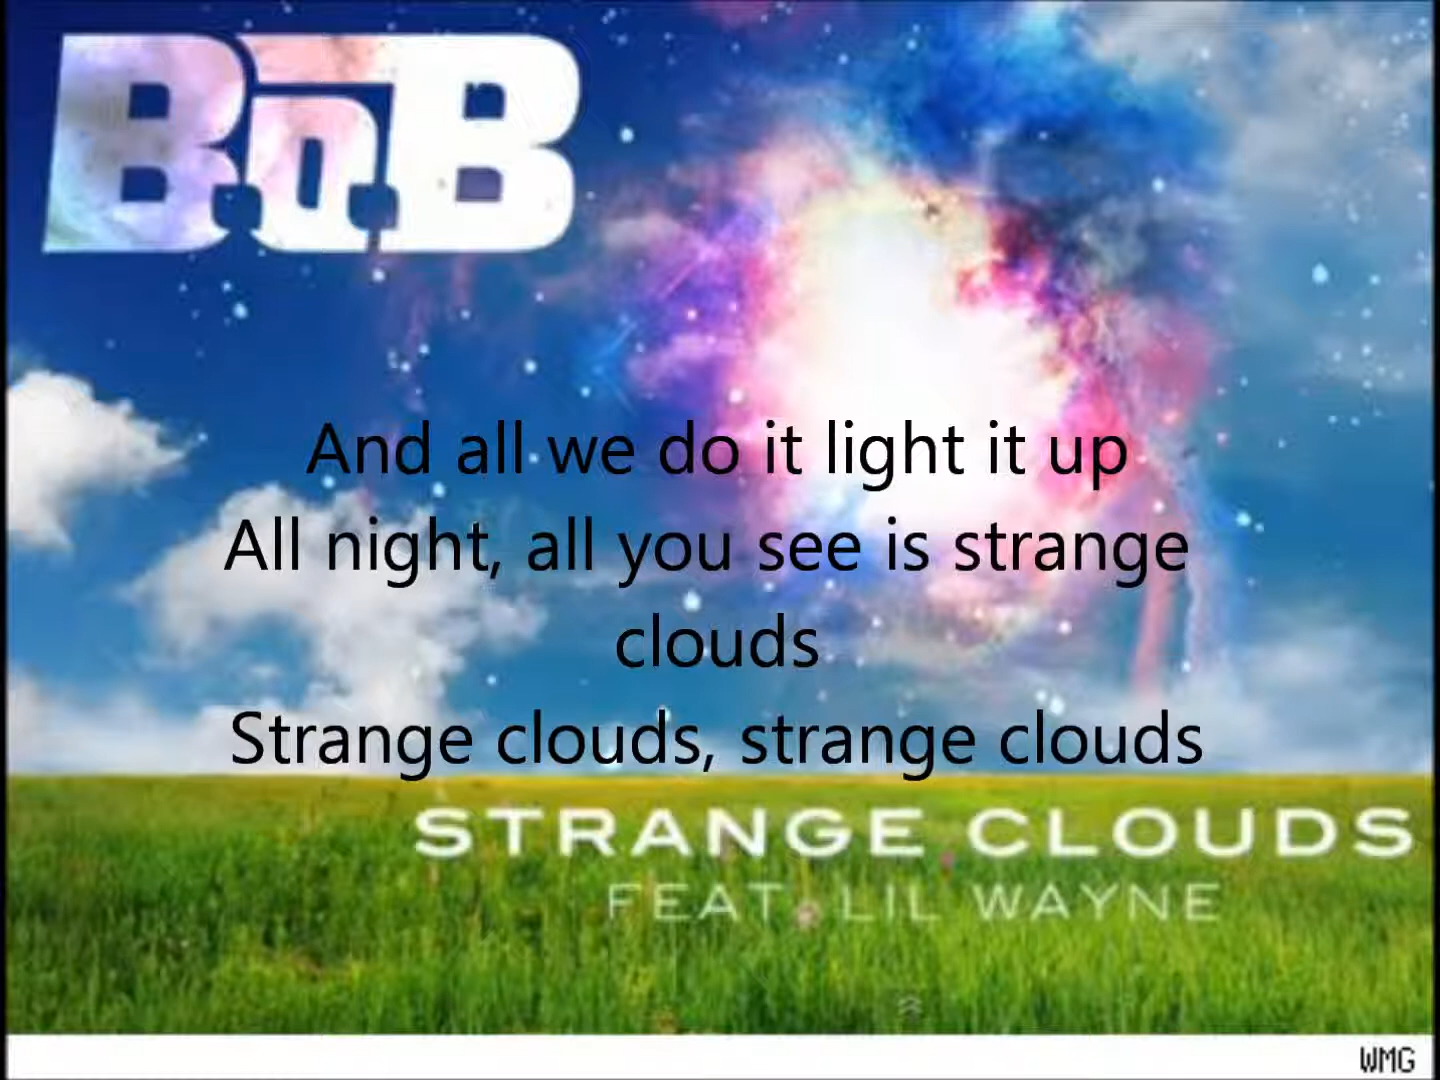 B.o.B
And all we do it light it up
All night, all you see is strange
clouds
Strange clouds, strange clouds
STRANGE CLOUDS
FEAT. LIL WAYNE
WMG